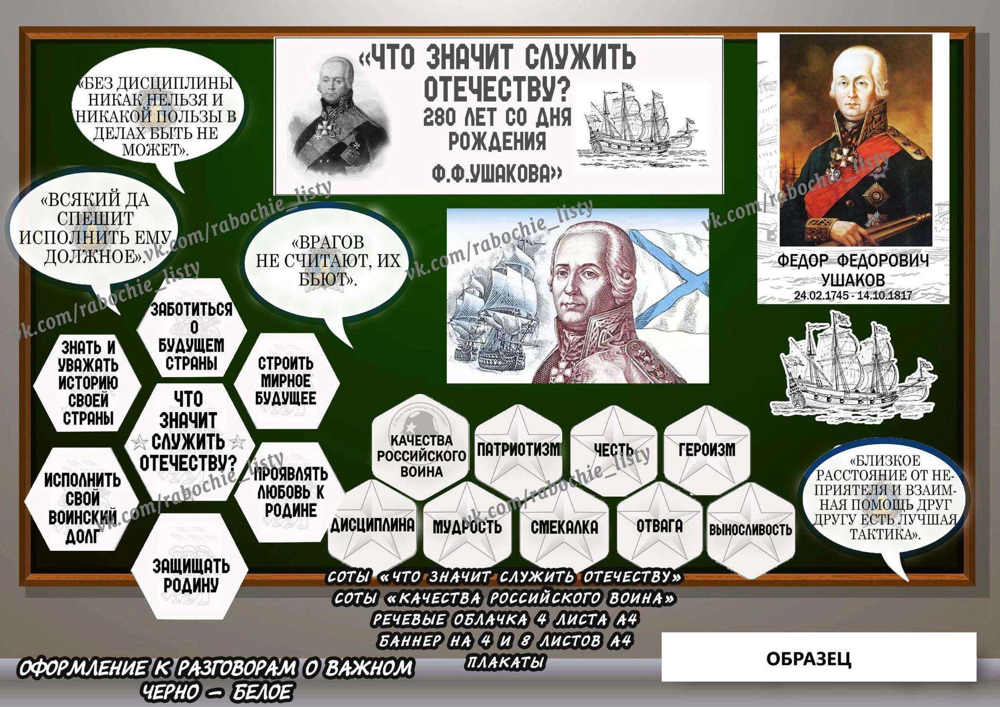 «ЧТО ЗНАЧИТ СЛУЖИТЬ
ОТЕЧЕСТВУ?
280 ЛЕТ СО ДНЯ
РОЖДЕНИЯ
Ф.Ф.УШАКОВА»
«БЕЗ ДИСЦИПЛИНЫ
НИКАК НЕЛЬЗЯ И
НИКАКОЙ ПОЛЬЗЫ В
ДЕЛАХ БЫТЬ НЕ
МОЖЕТ».
«ВСЯКИЙ ДА
СПЕШИТ
ИСПОЛНИТЬ ЕМУ
ДОЛЖНОЕ».
«ВРАГОВ
НЕ СЧИТАЮТ, ИХ
БЬЮТ».
ФЕДОР ФЕДОРОВИЧ
УШАКОВ
24.02.1745 - 14.10.1817
ЗАБОТИТЬСЯ
О
БУДУЩЕМ
СТРАНЫ
ЗНАТЬ И
УВАЖАТЬ
ИСТОРИЮ
СВОЕЙ
СТРАНЫ
СТРОИТЬ
МИРНОЕ
БУДУЩЕЕ
ЧТО
ЗНАЧИТ
СЛУЖИТЬ
ОТЕЧЕСТВУ?
ИСПОЛНИТЬ
СВОЙ
ВОИНСКИЙ
ДОЛГ
ПРОЯВЛЯТЬ
ЛЮБОВЬ К
РОДИНЕ
ЗАЩИЩАТЬ
РОДИНУ
С днем защитника отечества!
КАЧЕСТВА
РОССИЙСКОГО
ВОИНА
ПАТРИОТИЗМ
ЧЕСТЬ
ГЕРОИЗМ
ДИСЦИПЛИНА
МУДРОСТЬ
СМЕКАЛКА
ОТВАГА
ВЫНОСЛИВОСТЬ
«БЛИЗКОЕ
РАССТОЯНИЕ ОТ НЕ-
ПРИЯТЕЛЯ И ВЗАИМ-
НАЯ ПОМОЩЬ ДРУГ
ДРУГУ ЕСТЬ ЛУЧШАЯ
ТАКТИКА».
СОТЫ «ЧТО ЗНАЧИТ СЛУЖИТЬ ОТЕЧЕСТВУ»
СОТЫ «КАЧЕСТВА РОССИЙСКОГО ВОИНА»
РЕЧЕВЫЕ ОБЛАЧКА 4 ЛИСТА А4
БАННЕР НА 4 И 8 ЛИСТОВ А4
ПЛАКАТЫ
ОФОРМЛЕНИЕ К РАЗГОВОРАМ О ВАЖНОМ
ЧЕРНО – БЕЛОЕ
ОБРАЗЕЦ
vk.com/rabochie_listy
vk.com/rabochie_listy
vk.com/rabochie_listy
vk.com/rabochie_listy
vk.com/rabochie_listy
vk.com/rabochie_listy